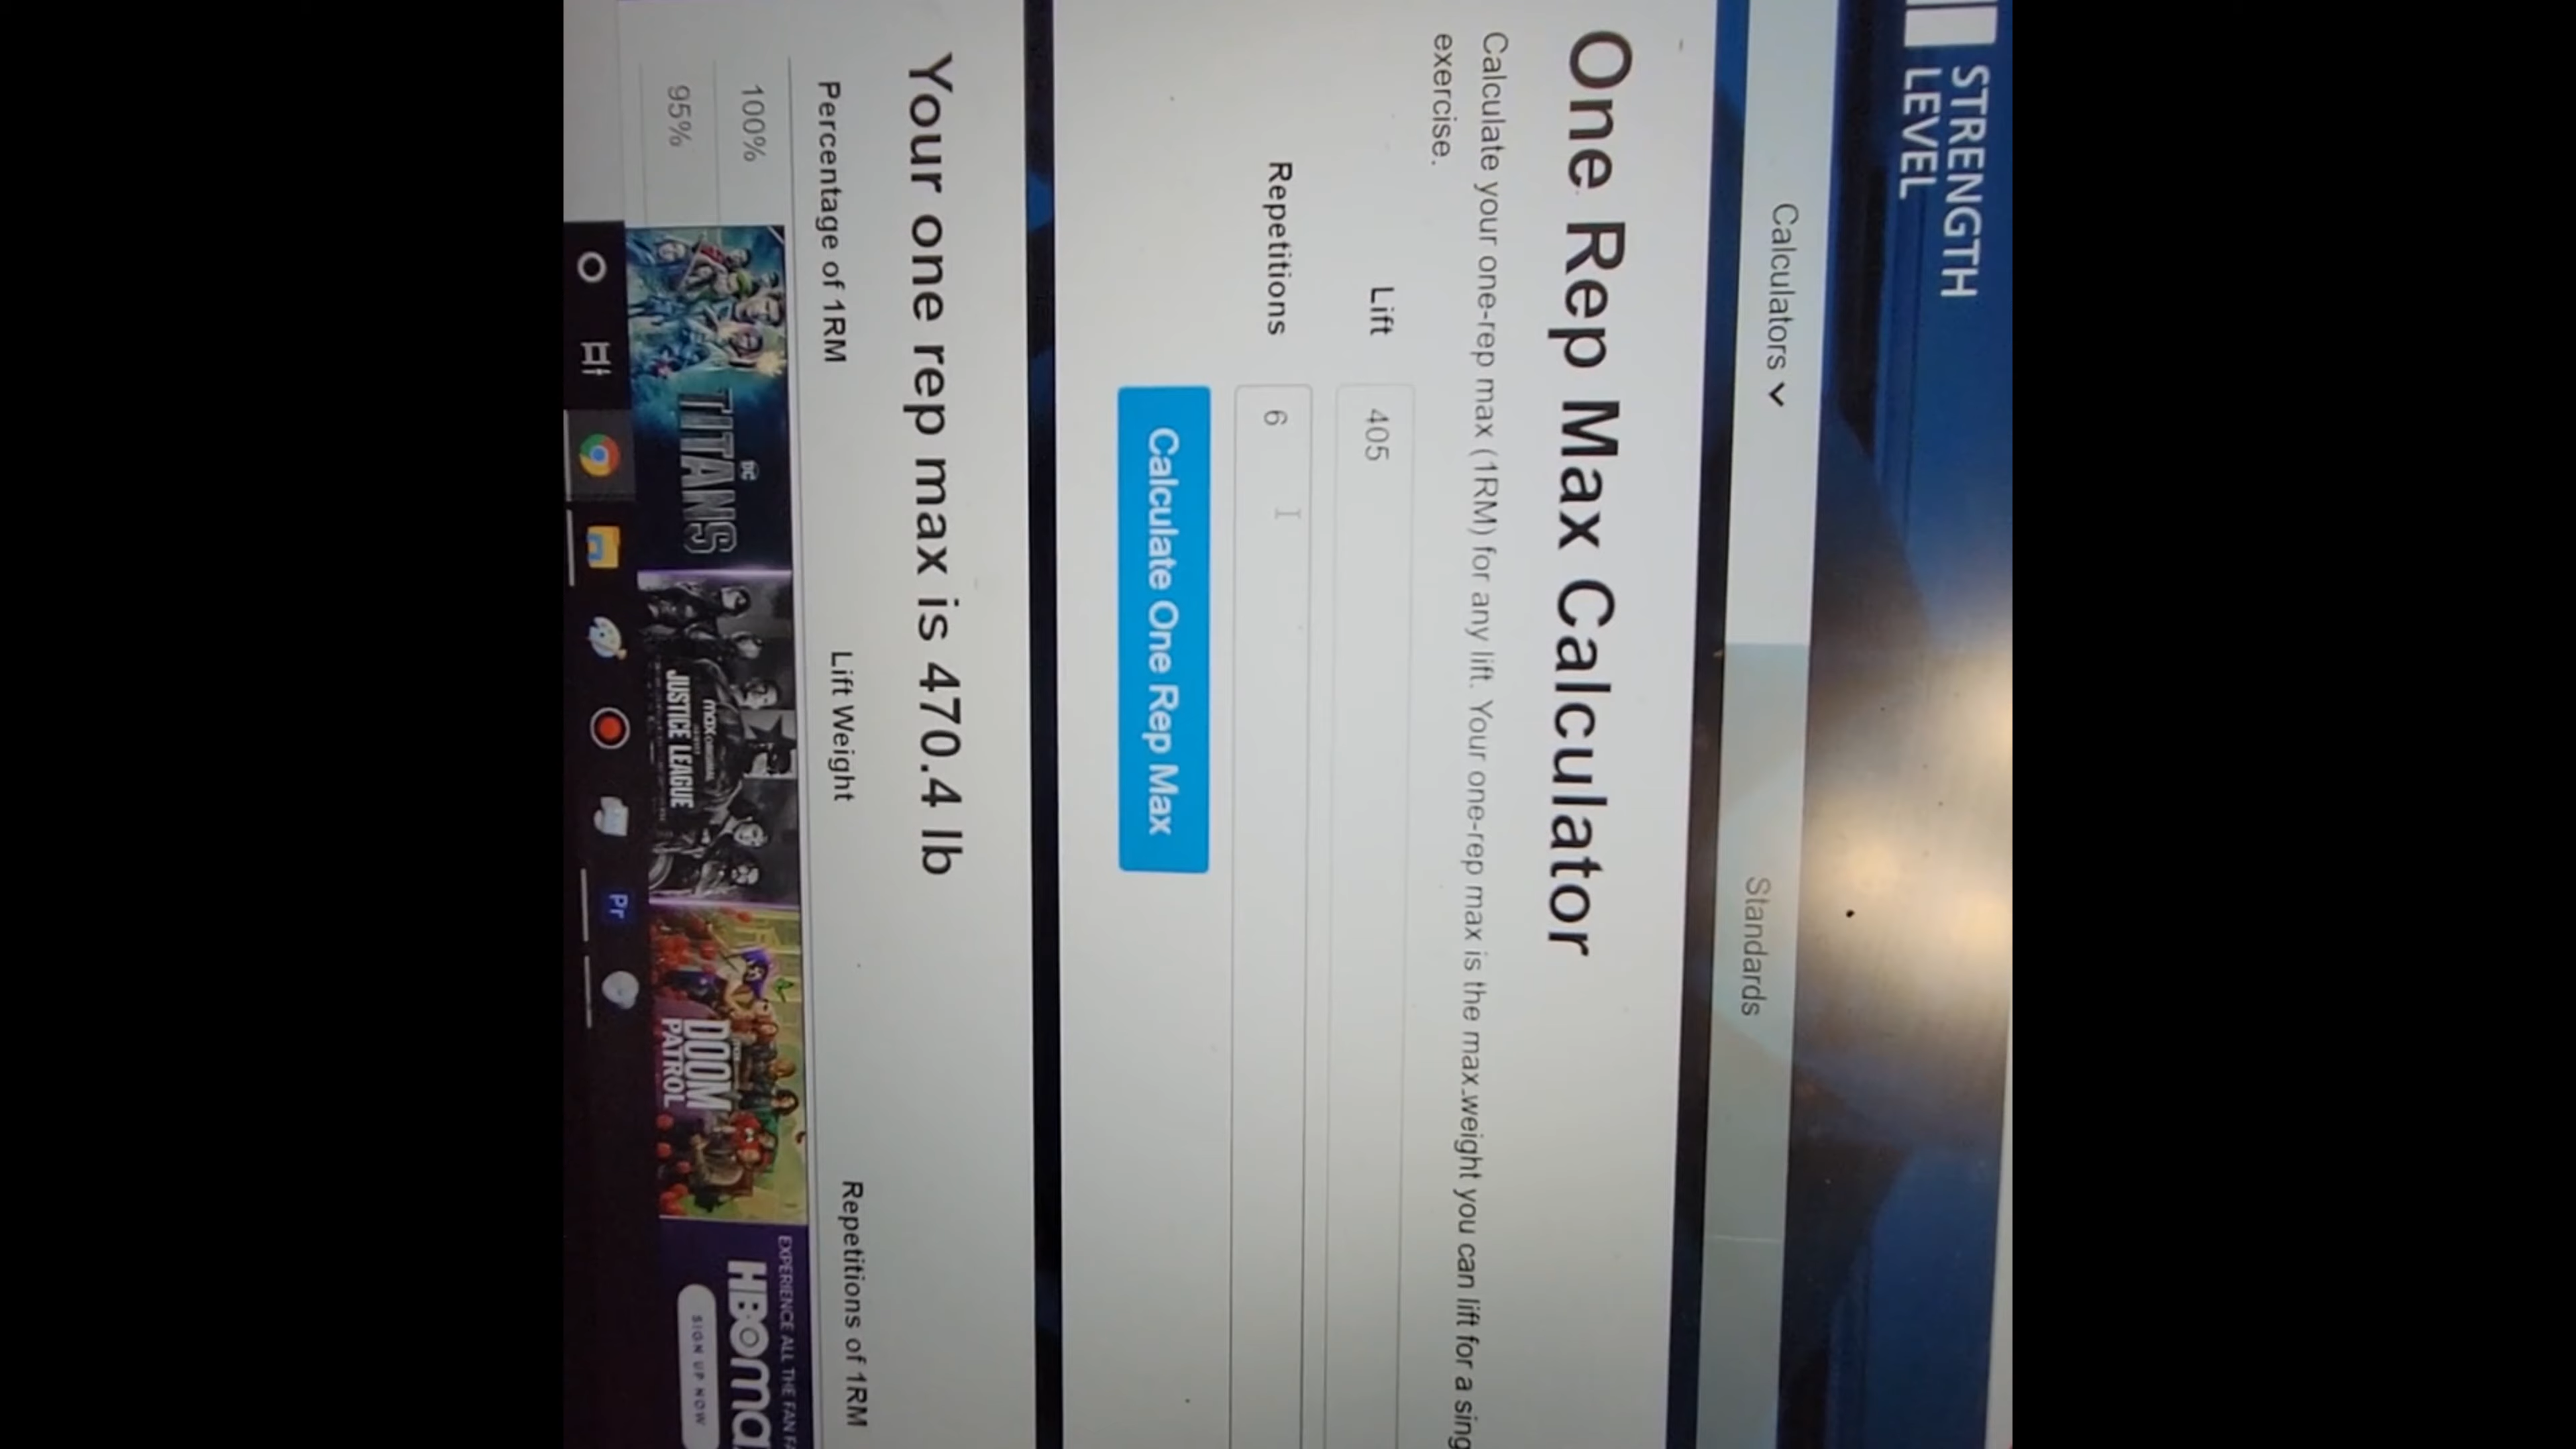 STRENGTH
LEVEL
Calculators
Standards
One Rep Max Calculator
Calculate your one-rep max (1RM) for any lift. Your one-rep max is the max weight you can lift for a
exercise.
Lift 405
Repetitions 6
Calculate One Rep Max
Your one rep max is 470.4 lb
Percentage of 1RM Lift Weight Repetitions of 1RM
100%
95%
DC
TITANS
max
JUSTICE LEAGUE
DOOM
PATROL
EXPERIENCE ALL THE
SIGN UP NOW
Pr